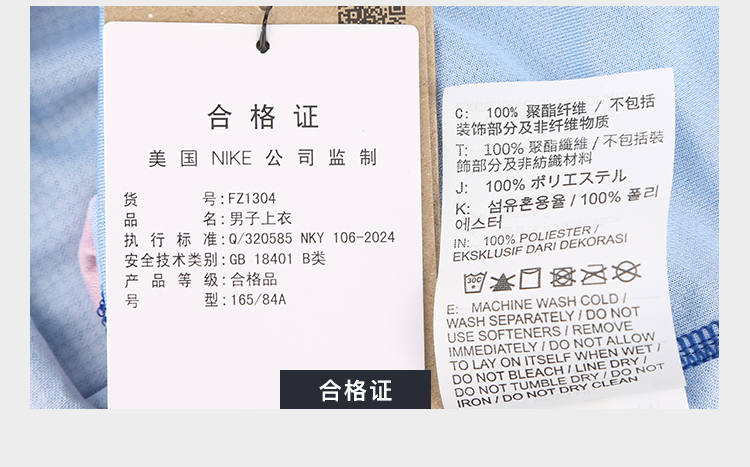 合格证
美国 NIKE 公司监制
货号:FZ1304
品名:男子上衣
执行标准:Q/320585 NKY 106-2024
安全技术类别:GB 18401 B类
产品等级:合格品
号型:165/84A
C: 100% 聚酯纤维 / 不包括
装饰部分及非纤维物质
T: 100% 聚酯纖維 / 不包括裝
飾部分及非紡織材料
J: 100% ポリエステル
K: 섬유혼용율 / 100% 폴리
에스터
IN: 100% POLIESTER /
EKSKLUSIF DARI DEKORASI
30C
E: MACHINE WASH COLD /
WASH SEPARATELY / DO NOT
USE SOFTENERS / REMOVE
IMMEDIATELY / DO NOT ALLOW
TO LAY ON ITSELF WHEN WET /
DO NOT BLEACH / LINE DRY /
DO NOT TUMBLE DRY / DO NOT
IRON / DO NOT DRY CLEAN
合格证